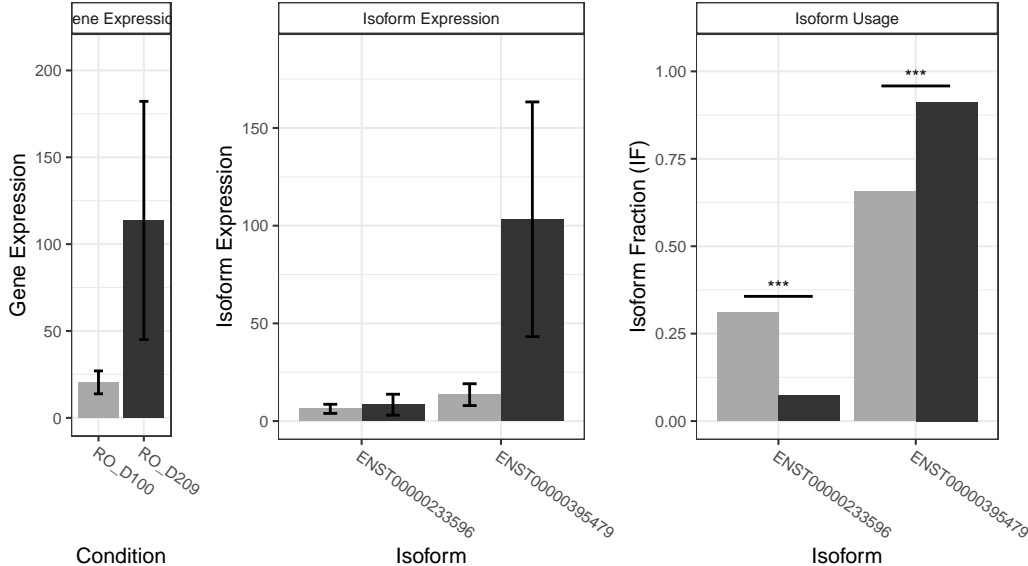 ene Expressio
Gene Expression
200
150
100
50
0
RO_D100
RO_D209
Condition
Isoform Expression
Isoform Expression
150
100
50
0
ENST00000233596
ENST00000395479
Isoform
Isoform Usage
Isoform Fraction (IF)
1.00
0.75
0.50
0.25
0.00
***
***
ENST00000233596
ENST00000395479
Isoform